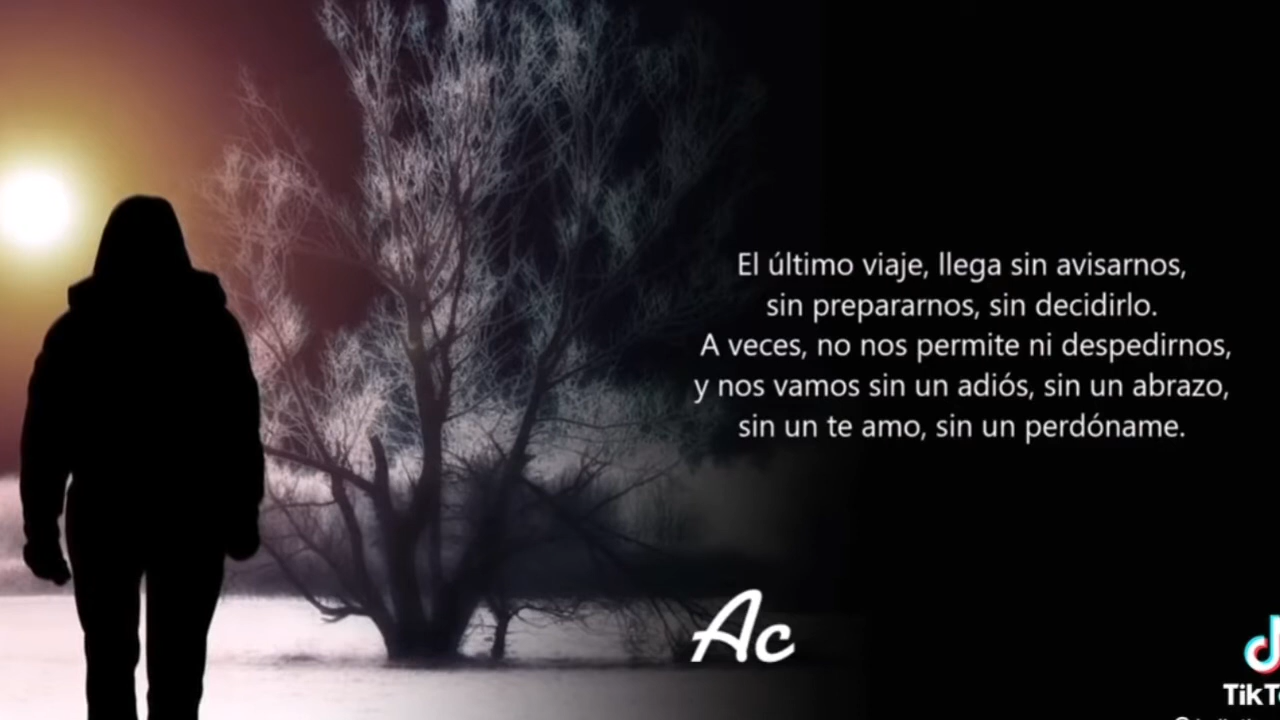 El último viaje, llega sin avisarnos,
sin prepararnos, sin decidirlo.
A veces, no nos permite ni despedirnos,
y nos vamos sin un adiós, sin un abrazo,
sin un te amo, sin un perdóname.
Ac